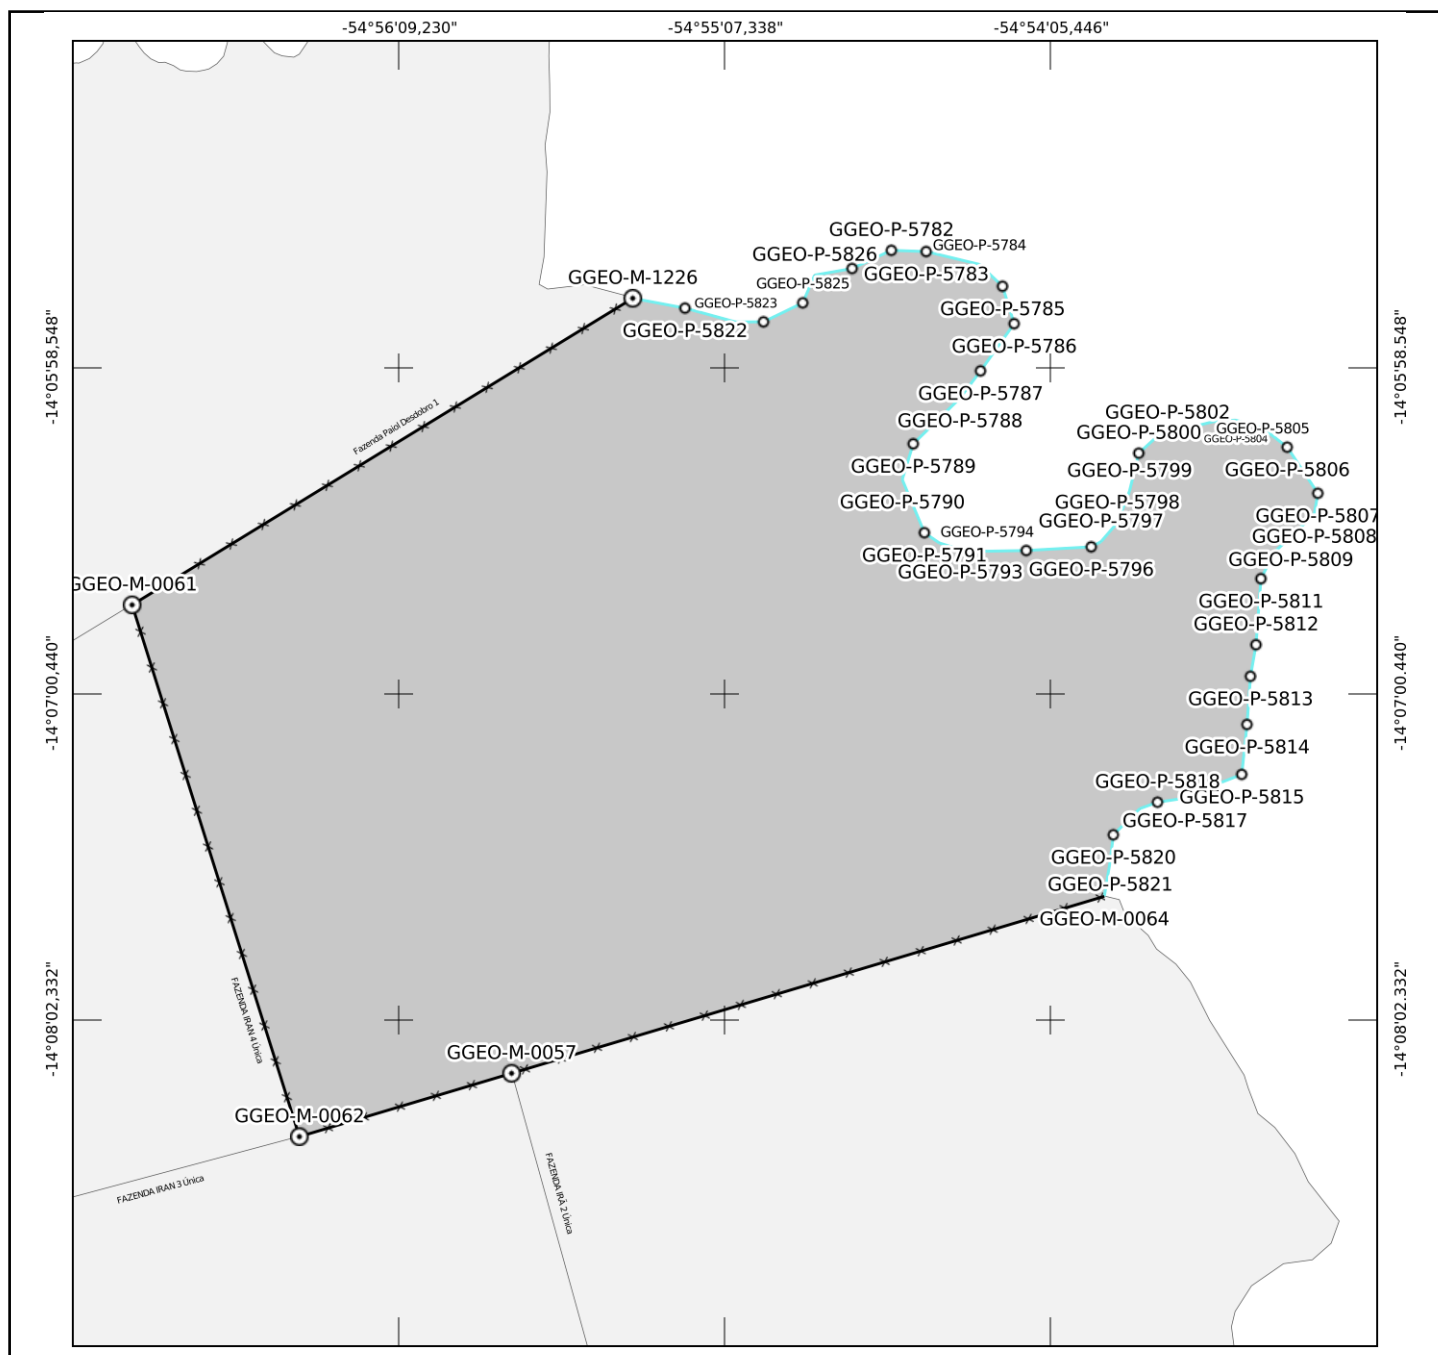 -54°56'09,230"
-54°55'07,338"
-54°54'05,446"
GGEO-P-5782
GGEO-P-5784
GGEO-P-5826
GGEO-P-5783
GGEO-M-1226
GGEO-P-5825
GGEO-P-5823
GGEO-P-5785
GGEO-P-5822
GGEO-P-5786
-14°05'58,548"
-14°05'58.548"
GGEO-P-5787
Fazenda Paiol Desdobro 1
GGEO-P-5802
GGEO-P-5788
GGEO-P-5800
GGEO-P-5805
GGEO-P-5804
GGEO-P-5789
GGEO-P-5799
GGEO-P-5806
GGEO-P-5790
GGEO-P-5798
GGEO-P-5807
GGEO-P-5797
GGEO-P-5794
GGEO-P-5808
GGEO-P-5791
GGEO-P-5809
GGEO-P-5793
GGEO-P-5796
GGEO-M-0061
GGEO-P-5811
GGEO-P-5812
-14°07'00,440"
-14°07'00.440"
GGEO-P-5813
GGEO-P-5814
GGEO-P-5818
GGEO-P-5815
GGEO-P-5817
GGEO-P-5820
GGEO-P-5821
GGEO-M-0064
FAZENDA IRAN 4 Única
-14°08'02,332"
-14°08'02.332"
GGEO-M-0057
GGEO-M-0062
FAZENDA IRAN 3 Única
FAZENDA IRÃ 2 Única